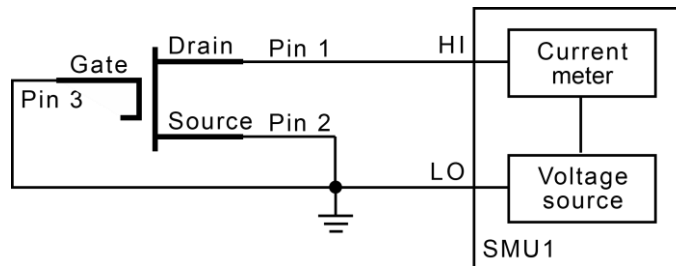 Drain
Pin 1
HI
Gate
Current
meter
Pin 3
Source
Pin 2
LO
Voltage
source
SMU1